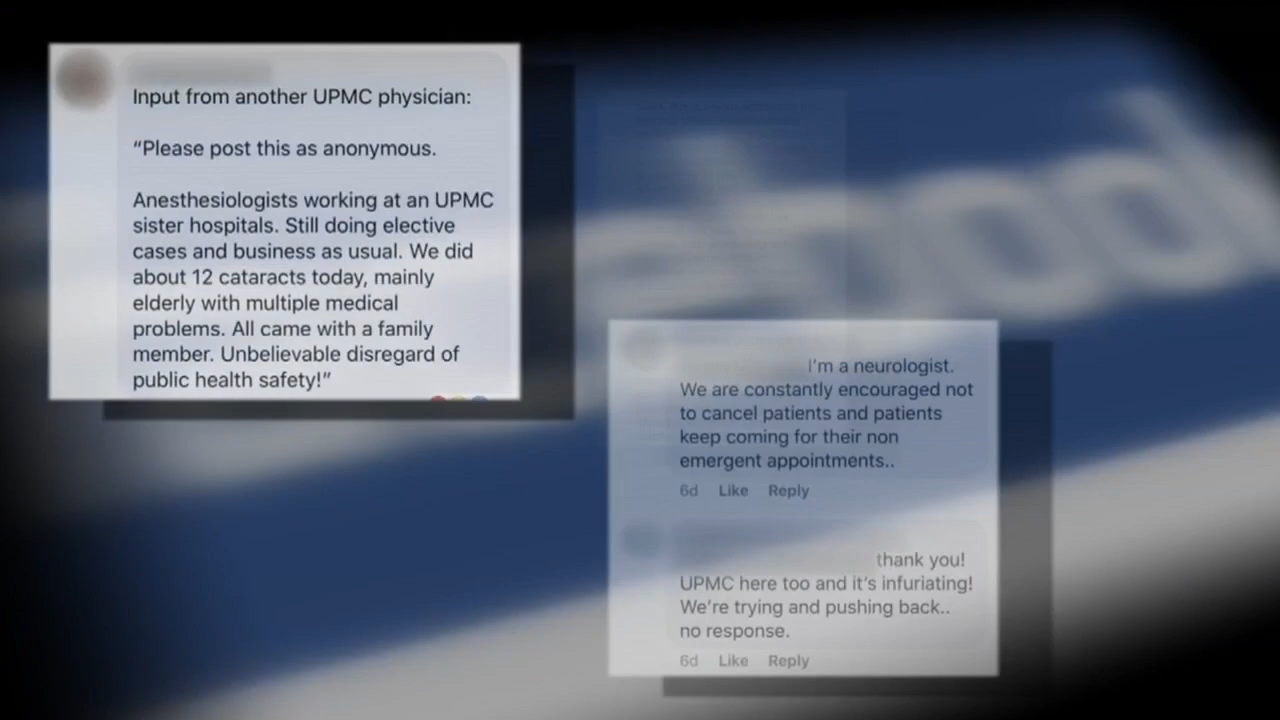 Input from another UPMC physician:
“Please post this as anonymous.
Anesthesiologists working at an UPMC
sister hospitals. Still doing elective
cases and business as usual. We did
about 12 cataracts today, mainly
elderly with multiple medical
problems. All came with a family
member. Unbelievable disregard of
public health safety!”
I'm a neurologist.
We are constantly encouraged not
to cancel patients and patients
keep coming for their non
emergent appointments..
6d Like Reply
thank you!
UPMC here too and it's infuriating!
We're trying and pushing back..
no response.
6d Like Reply